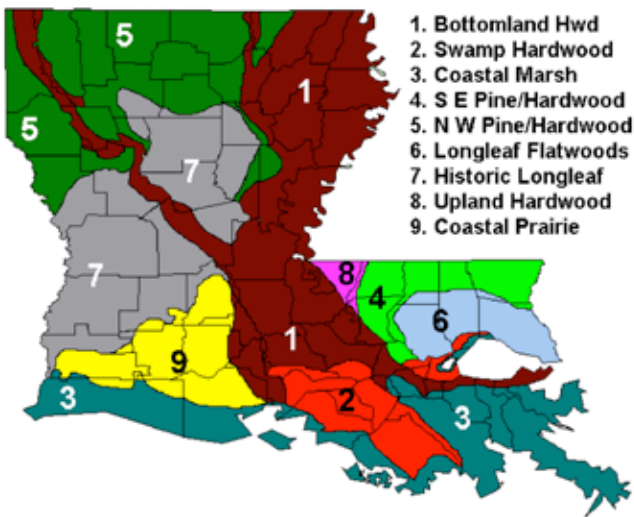 1. Bottomland Hwd
2. Swamp Hardwood
3. Coastal Marsh
4. S E Pine/Hardwood
5. N W Pine/Hardwood
6. Longleaf Flatwoods
7. Historic Longleaf
8. Upland Hardwood
9. Coastal Prairie
5
1
5
7
7
8
4
6
1
9
3
2
3